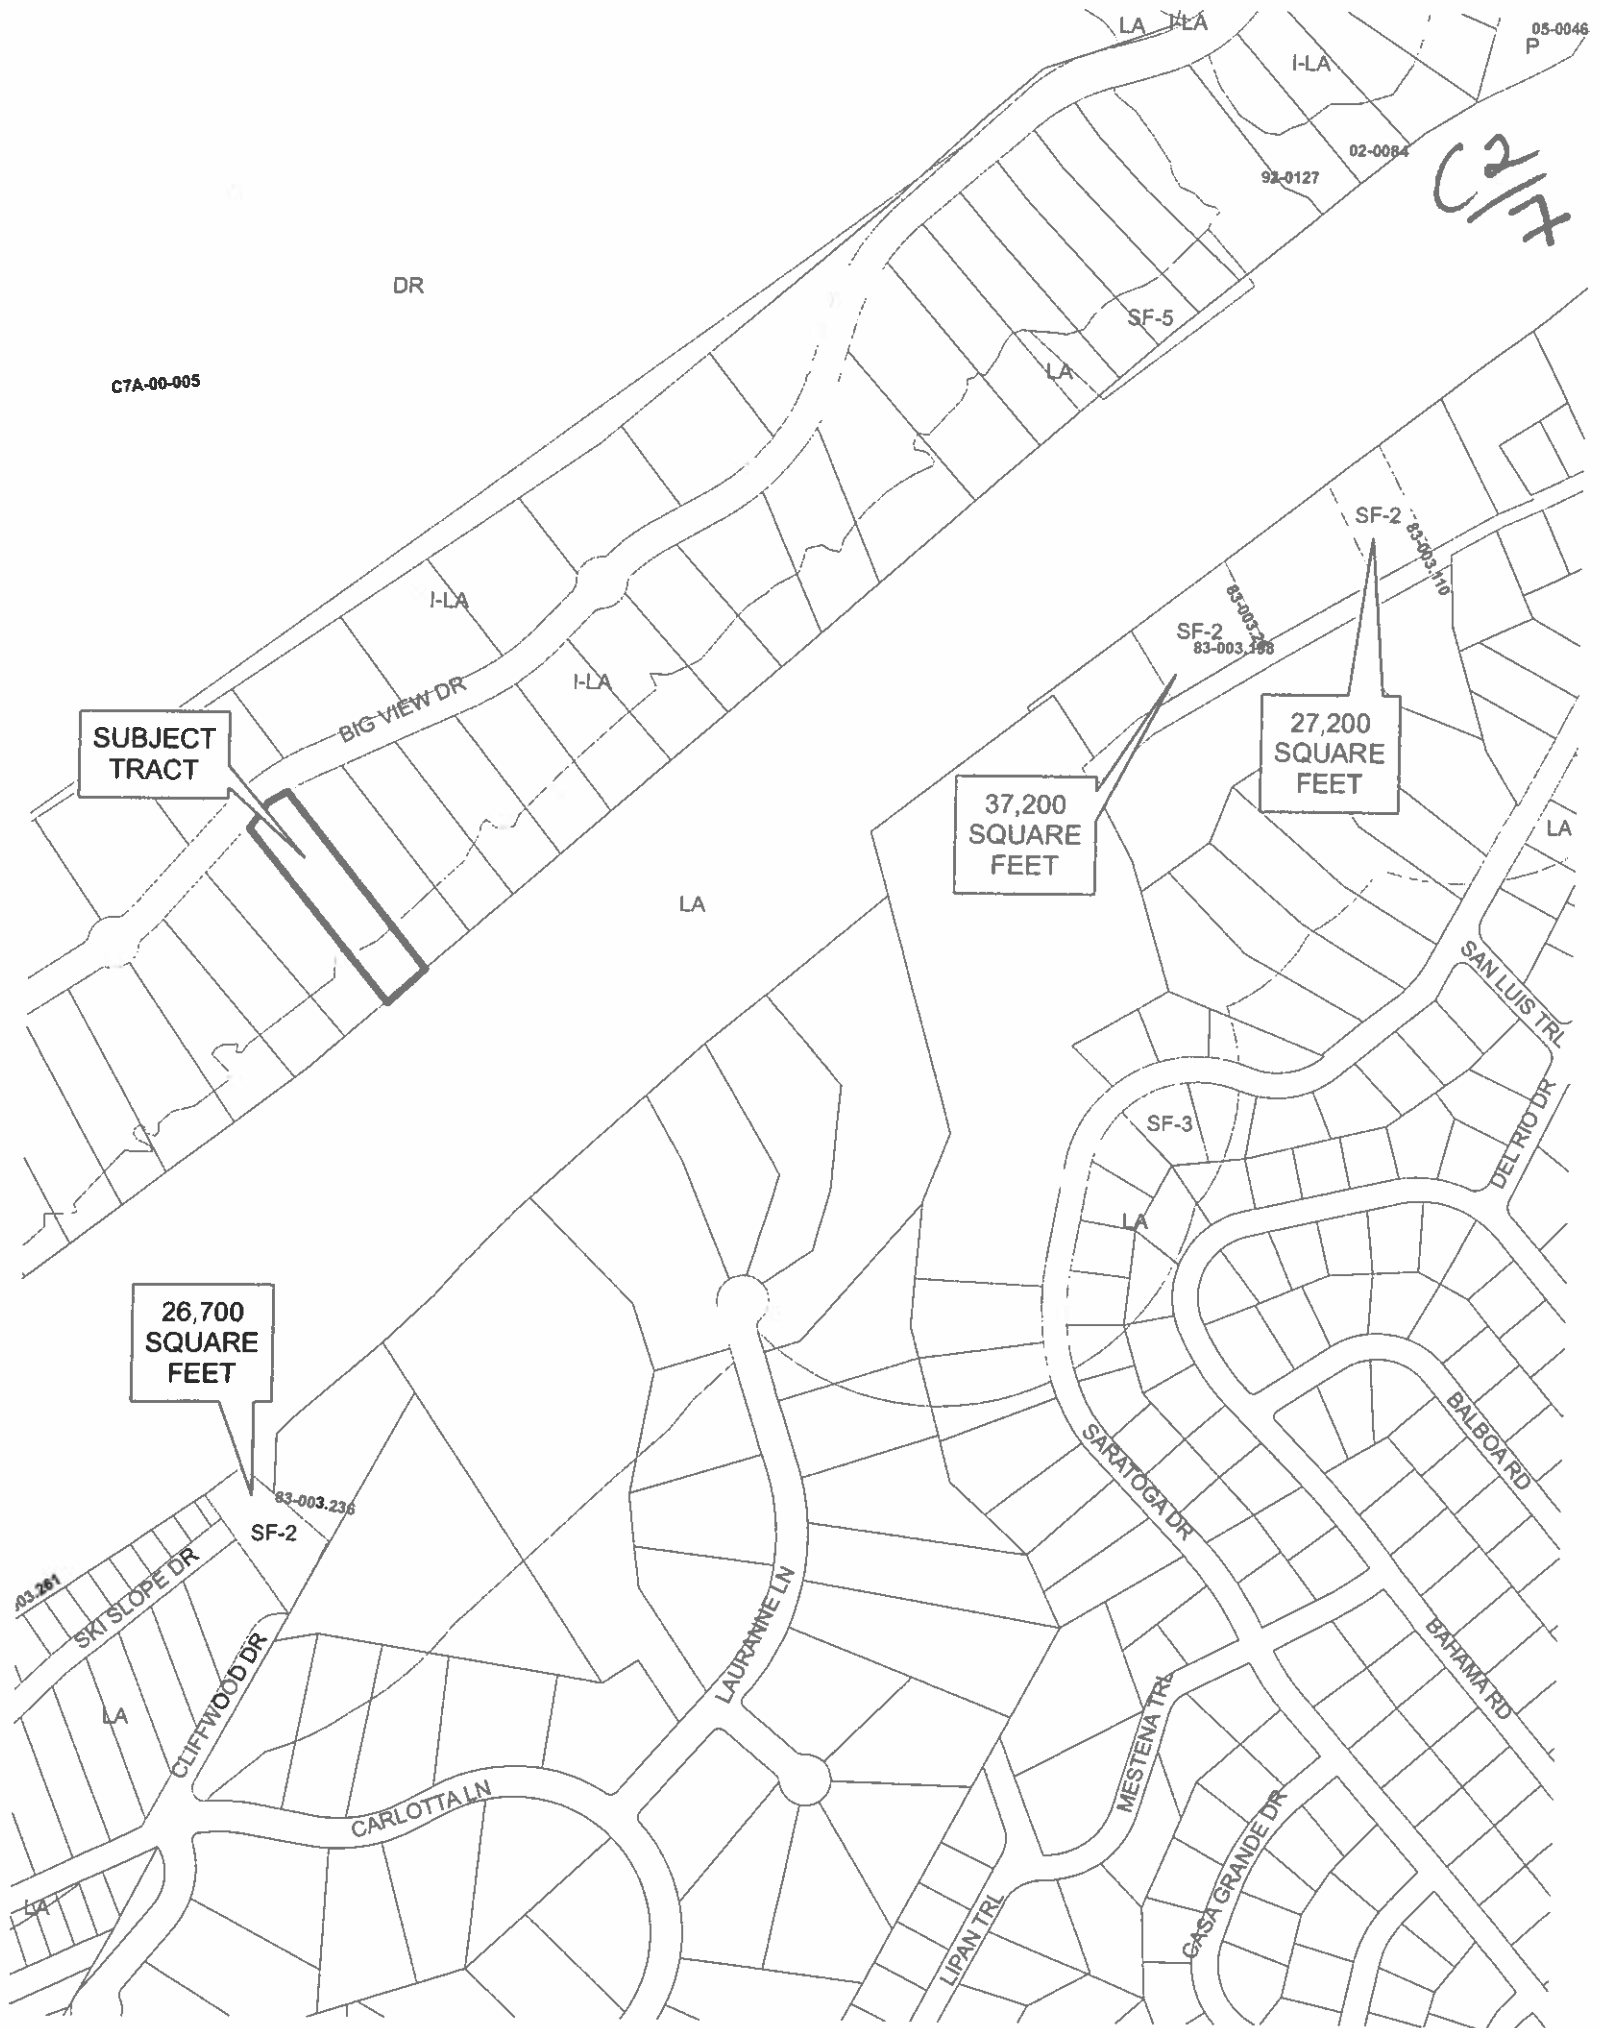 LA
I-LA
05-0046
P
I-LA
02-0084
93-0127
C2/7
DR
SF-5
LA
C7A-00-005
SF-2
83-003.110
I-LA
SF-2
83-003.198
I-LA
BIG VIEW DR
SUBJECT
TRACT
27,200
SQUARE
FEET
37,200
SQUARE
FEET
LA
LA
SAN LUIS TRL
DEL RIO DR
SF-3
LA
26,700
SQUARE
FEET
BALBOA RD
SARATOGA DR
83-003.236
SF-2
03.261
SKI SLOPE DR
LAURANNE LN
CLIFFWOOD DR
BAHAMA RD
LA
MESTENA TRL
CARLOTTA LN
CASA GRANDE DR
LA
LIPAN TRL